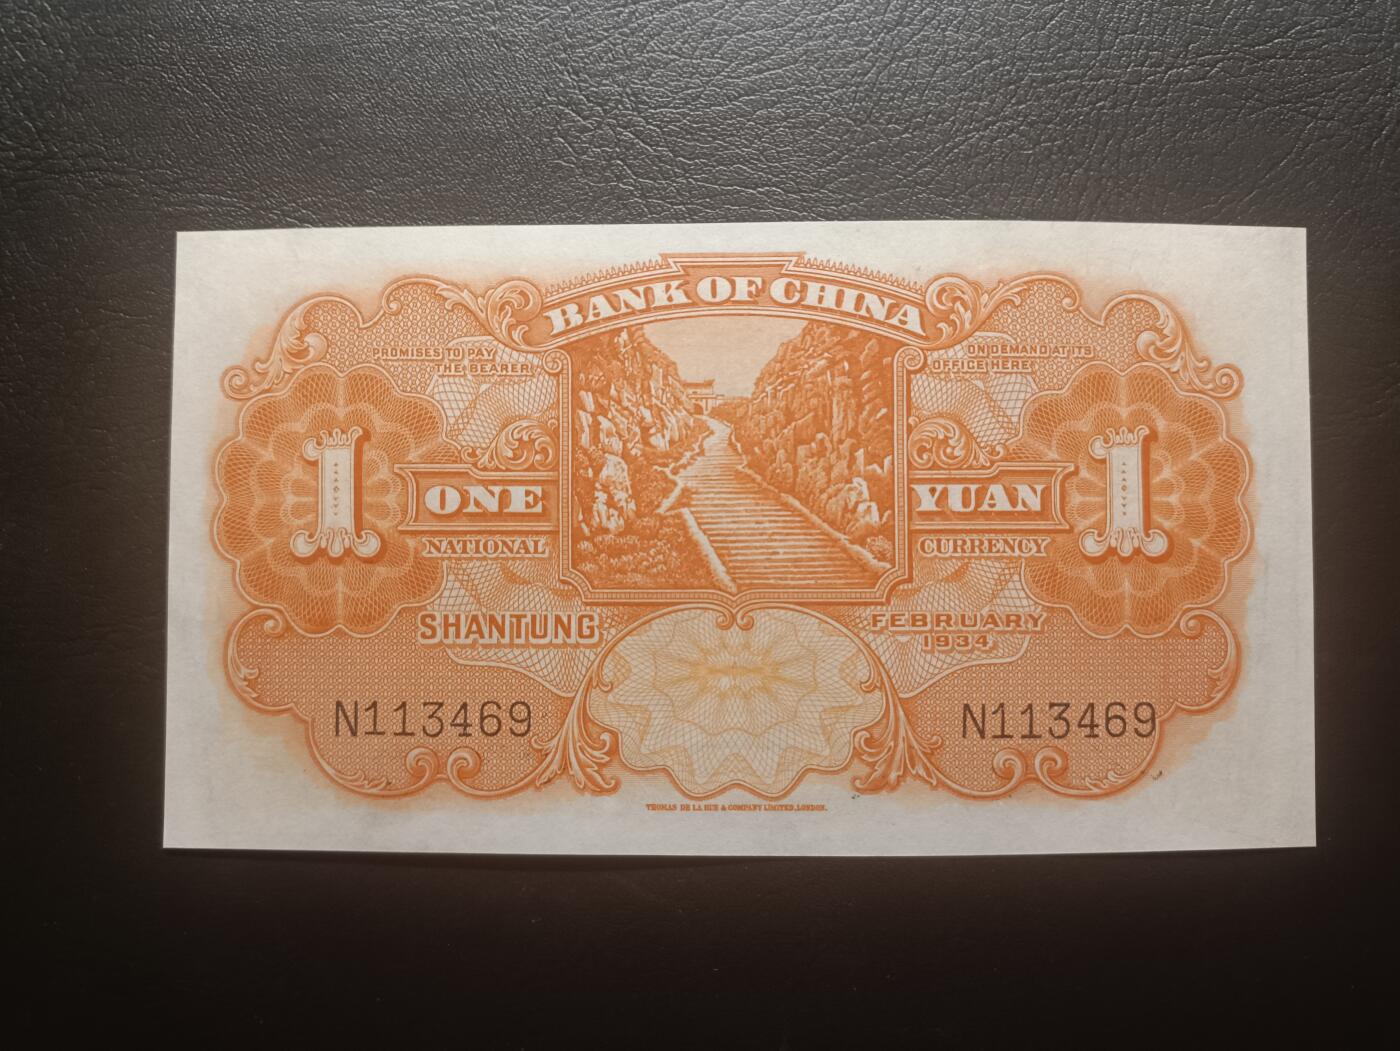 BANK OF CHINA
PROMISES TO PAY
THE BEARER
ON DEMAND AT ITS
OFFICE HERE
1
ONE
YUAN
1
NATIONAL
CURRENCY
SHANTUNG
FEBRUARY
1934
N113469
N113469
THOMAS DE LA RUE & COMPANY LIMITED, LONDON.